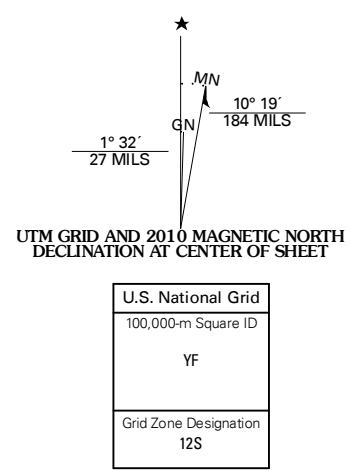 MN
GN
10° 19´
184 MILS
1° 32´
27 MILS
UTM GRID AND 2010 MAGNETIC NORTH
DECLINATION AT CENTER OF SHEET
U.S. National Grid
100,000-m Square ID
YF
Grid Zone Designation
12S